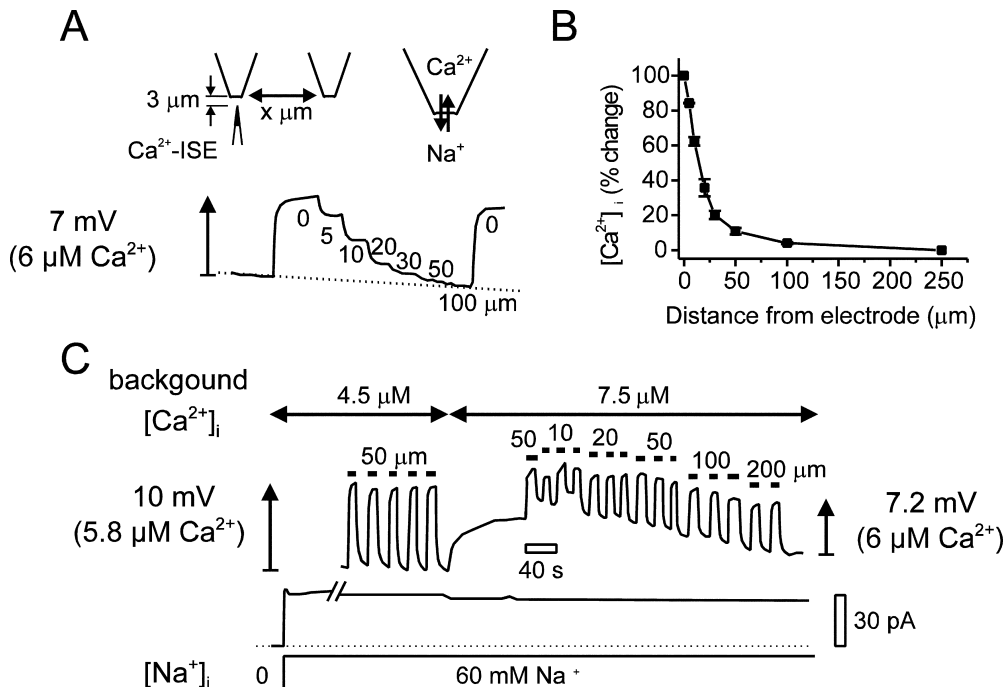 A
3 µm
x µm
Ca²⁺-ISE
Ca²⁺
Na⁺
7 mV
(6 µM Ca²⁺)
0
5
10
20
30
50
100 µm
0
B
[Ca²⁺]ᵢ (% change)
100
80
60
40
20
0
0 50 100 150 200 250
Distance from electrode (µm)
C
backgound
[Ca²⁺]ᵢ
4.5 µM
7.5 µM
50 µm
50 10 20 50 100 200 µm
10 mV
(5.8 µM Ca²⁺)
7.2 mV
(6 µM Ca²⁺)
40 s
30 pA
[Na⁺]ᵢ 0 60 mM Na⁺